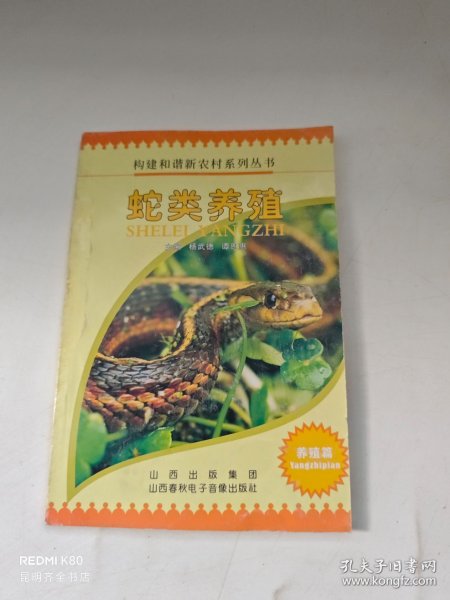 构建和谐新农村系列丛书
蛇类养殖
SHELEI YANGZHI
杨武德
养殖篇
Yangzhipian
山西出版集团
山西春秋电子音像出版社
REDMI K80
昆明齐全书店
孔夫子旧书网
www.kongfz.com